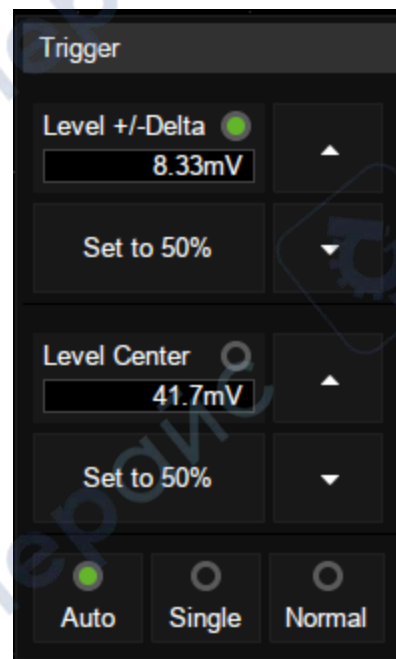 Trigger
Level +/-Delta
8.33mV
Set to 50%
Level Center
41.7mV
Set to 50%
Auto Single Normal